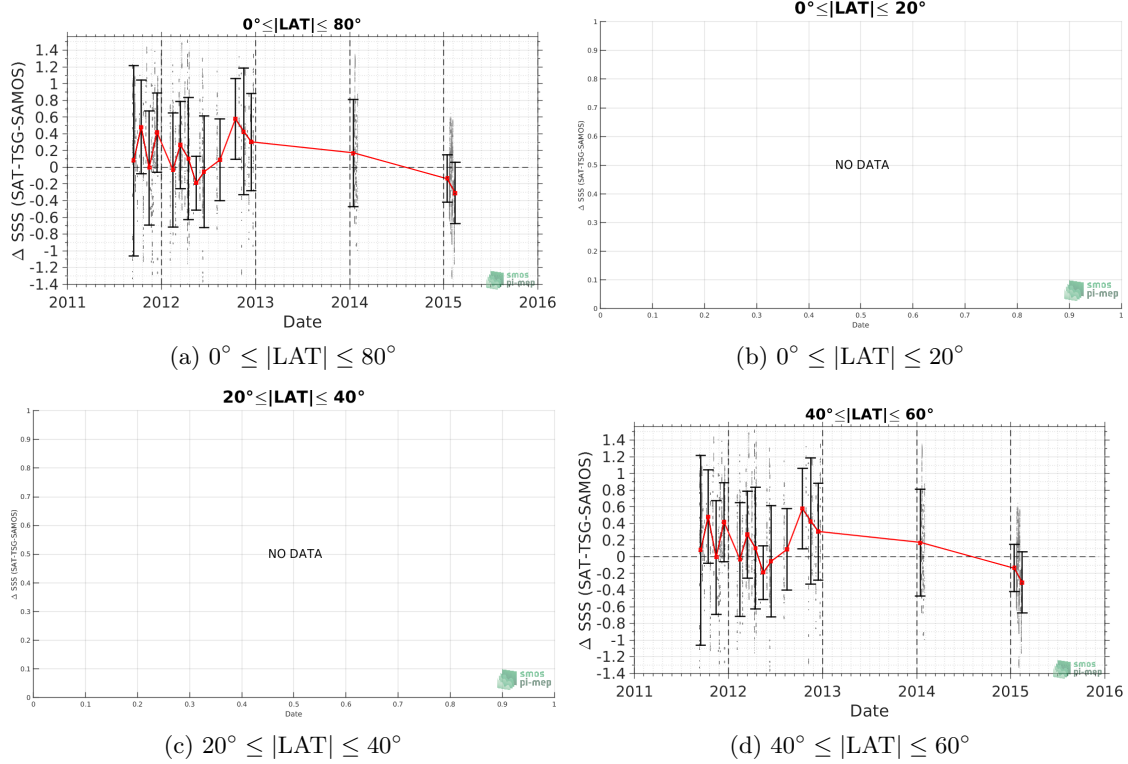 0°≤|LAT|≤ 80°
Δ SSS (SAT-TSG-SAMOS)
1.4
1.2
1
0.8
0.6
0.4
0.2
0
-0.2
-0.4
-0.6
-0.8
-1
-1.2
-1.4
2011 2012 2013 2014 2015 2016
Date
smos
pi-mep
(a) 0° ≤ |LAT| ≤ 80°
0°≤|LAT|≤ 20°
Δ SSS (SAT-TSG-SAMOS)
1
0.9
0.8
0.7
0.6
0.5
0.4
0.3
0.2
0.1
0
NO DATA
0 0.1 0.2 0.3 0.4 0.5 0.6 0.7 0.8 0.9 1
Date
smos
pi-mep
(b) 0° ≤ |LAT| ≤ 20°
20°≤|LAT|≤ 40°
Δ SSS (SAT-TSG-SAMOS)
1
0.9
0.8
0.7
0.6
0.5
0.4
0.3
0.2
0.1
0
NO DATA
0 0.1 0.2 0.3 0.4 0.5 0.6 0.7 0.8 0.9 1
Date
smos
pi-mep
(c) 20° ≤ |LAT| ≤ 40°
40°≤|LAT|≤ 60°
Δ SSS (SAT-TSG-SAMOS)
1.4
1.2
1
0.8
0.6
0.4
0.2
0
-0.2
-0.4
-0.6
-0.8
-1
-1.2
-1.4
2011 2012 2013 2014 2015 2016
Date
smos
pi-mep
(d) 40° ≤ |LAT| ≤ 60°